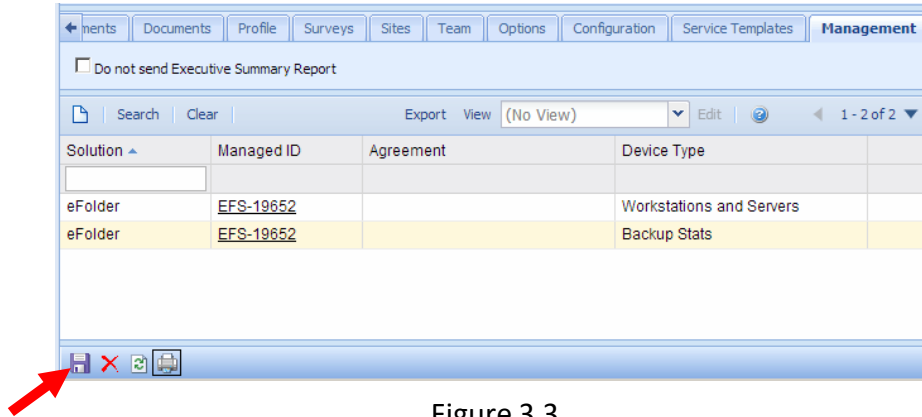 ments Documents Profile Surveys Sites Team Options Configuration Service Templates Management
Do not send Executive Summary Report
Search Clear Export View (No View) Edit 1 - 2 of 2
Solution Managed ID Agreement Device Type
eFolder EFS-19652 Workstations and Servers
eFolder EFS-19652 Backup Stats
Figure 3.3